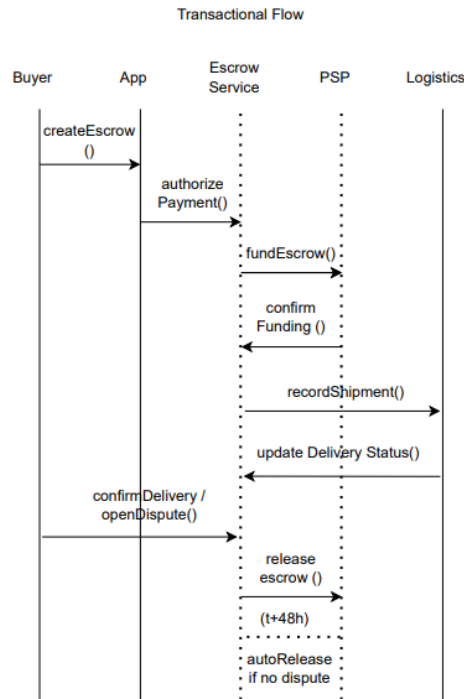 Transactional Flow
Buyer
App
Escrow
Service
PSP
Logistics
createEscrow
()
authorize
Payment()
fundEscrow()
confirm
Funding ()
recordShipment()
update Delivery Status()
confirmDelivery /
openDispute()
release
escrow ()
(t+48h)
autoRelease
if no dispute